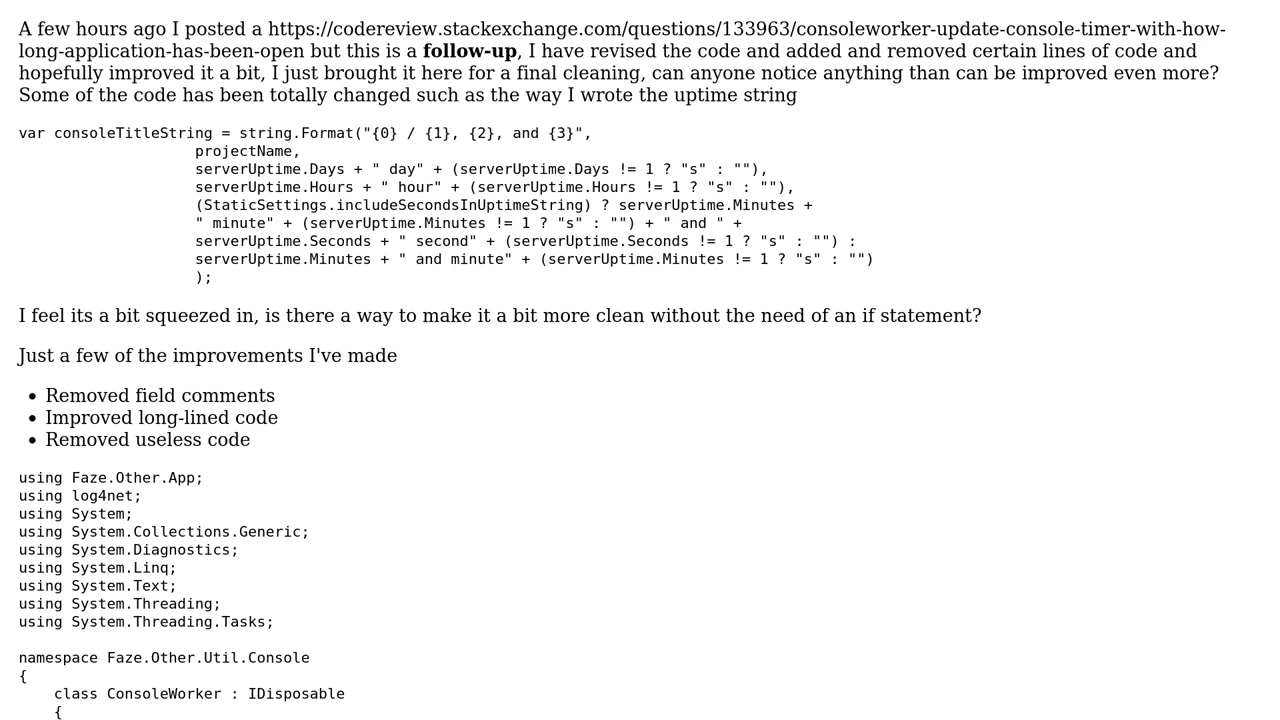 A few hours ago I posted a https://codereview.stackexchange.com/questions/133963/consoleworker-update-console-timer-with-how-
long-application-has-been-open but this is a follow-up, I have revised the code and added and removed certain lines of code and
hopefully improved it a bit, I just brought it here for a final cleaning, can anyone notice anything than can be improved even more?
Some of the code has been totally changed such as the way I wrote the uptime string
var consoleTitleString = string.Format("{0} / {1}, {2}, and {3}",
                    projectName,
                    serverUptime.Days + " day" + (serverUptime.Days != 1 ? "s" : ""),
                    serverUptime.Hours + " hour" + (serverUptime.Hours != 1 ? "s" : ""),
                    (StaticSettings.includeSecondsInUptimeString) ? serverUptime.Minutes +
                    " minute" + (serverUptime.Minutes != 1 ? "s" : "") + " and " +
                    serverUptime.Seconds + " second" + (serverUptime.Seconds != 1 ? "s" : "") :
                    serverUptime.Minutes + " and minute" + (serverUptime.Minutes != 1 ? "s" : "")
                    );
I feel its a bit squeezed in, is there a way to make it a bit more clean without the need of an if statement?
Just a few of the improvements I've made
• Removed field comments
• Improved long-lined code
• Removed useless code
using Faze.Other.App;
using log4net;
using System;
using System.Collections.Generic;
using System.Diagnostics;
using System.Linq;
using System.Text;
using System.Threading;
using System.Threading.Tasks;
namespace Faze.Other.Util.Console
{
    class ConsoleWorker : IDisposable
    {